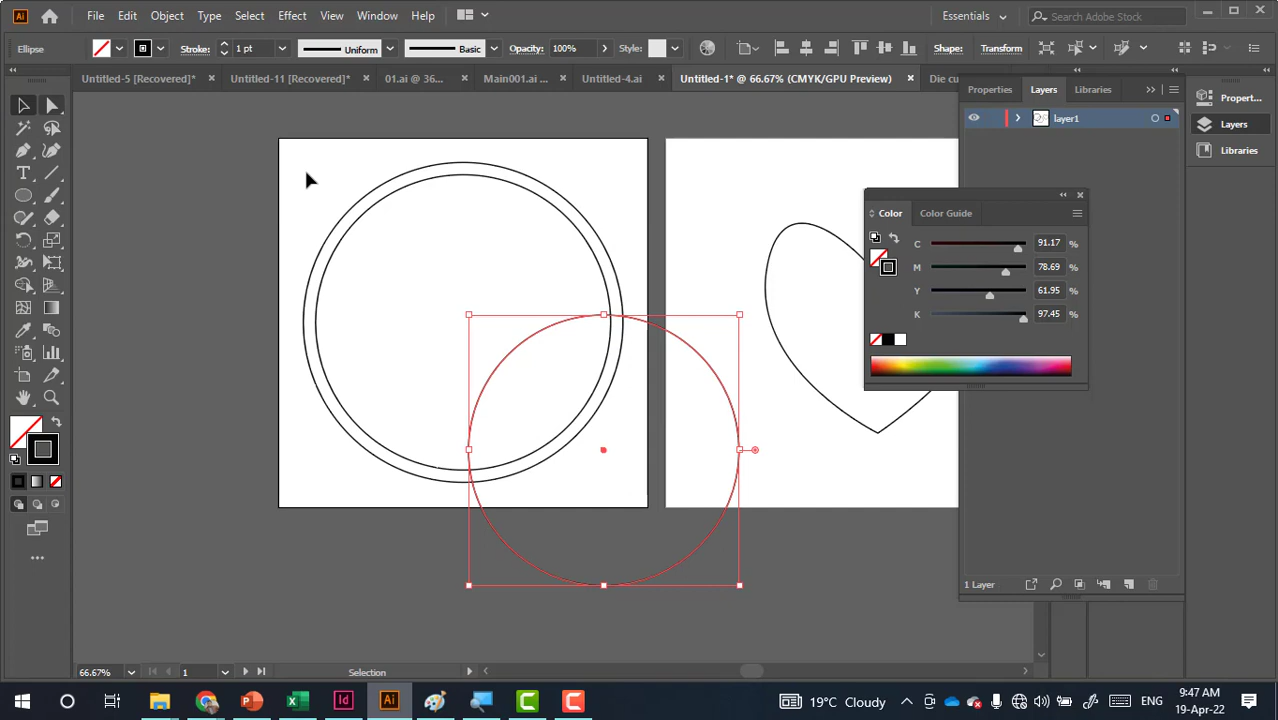 Ai File Edit Object Type Select Effect View Window Help Essentials Search Adobe Stock
Ellipse Stroke: 1 pt Uniform Basic Opacity: 100% Style: Shape: Transform
Untitled-5 [Recovered]* × Untitled-11 [Recovered]* × 01.ai @ 36... × Main001.ai ... × Untitled-4.ai × Untitled-1* @ 66.67% (CMYK/GPU Preview) × Die cu
Properties Layers Libraries
Propert...
layer1
Layers
Libraries
Color Color Guide
C 91.17 %
M 78.69 %
Y 61.95 %
K 97.45 %
1 Layer
66.67% 1 Selection
19°C Cloudy ENG 9:47 AM
19-Apr-22